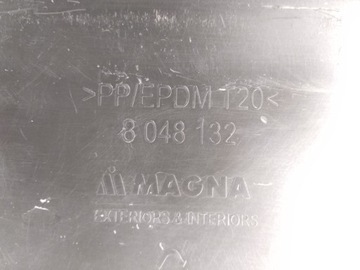 >PP/EPDM T20<
8 048 132
MAGNA
EXTERIORS & INTERIORS